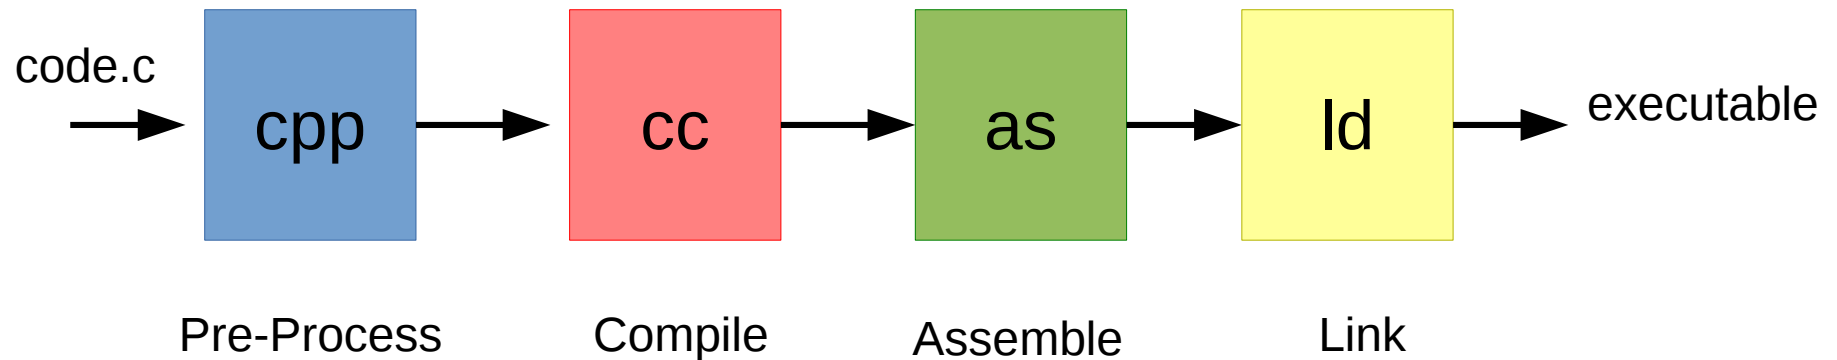 code.c
cpp
cc
as
ld
executable
Pre-Process
Compile
Assemble
Link